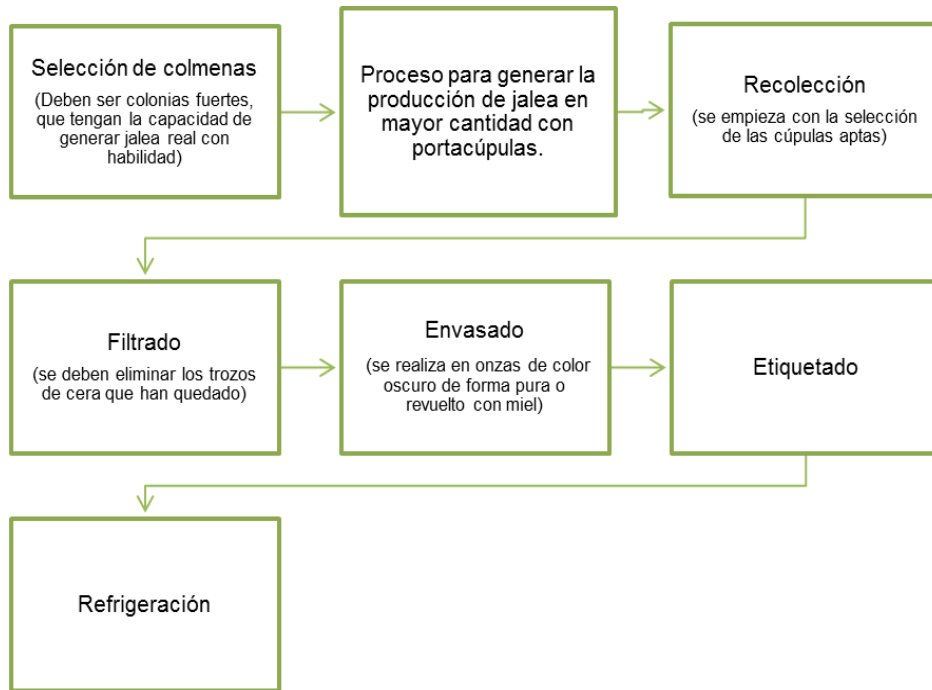 Selección de colmenas
(Deben ser colonias fuertes,
que tengan la capacidad de
generar jalea real con
habilidad)
Proceso para generar la
producción de jalea en
mayor cantidad con
portacúpulas.
Recolección
(se empieza con la selección
de las cúpulas aptas)
Filtrado
(se deben eliminar los trozos
de cera que han quedado)
Envasado
(se realiza en onzas de color
oscuro de forma pura o
revuelto con miel)
Etiquetado
Refrigeración